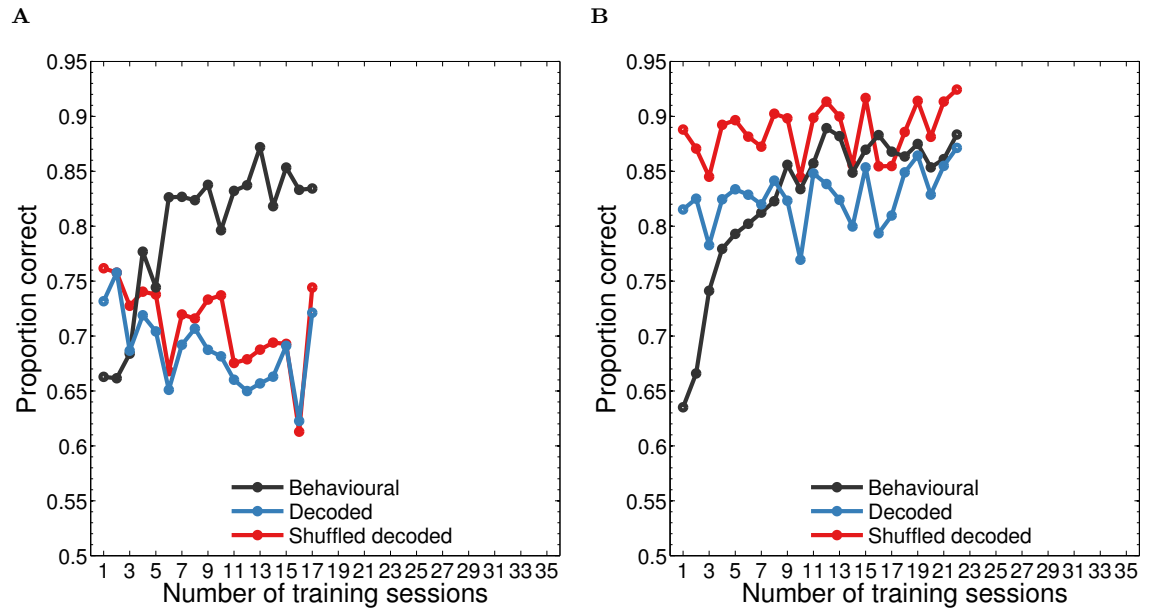 A
B
0.95
0.9
0.85
0.8
0.75
0.7
0.65
0.6
0.55
0.5
Proportion correct
Behavioural
Decoded
Shuffled decoded
1 3 5 7 9 11 13 15 17 19 21 23 25 27 29 31 33 35
Number of training sessions
0.95
0.9
0.85
0.8
0.75
0.7
0.65
0.6
0.55
0.5
Proportion correct
Behavioural
Decoded
Shuffled decoded
1 3 5 7 9 11 13 15 17 19 21 23 25 27 29 31 33 35
Number of training sessions